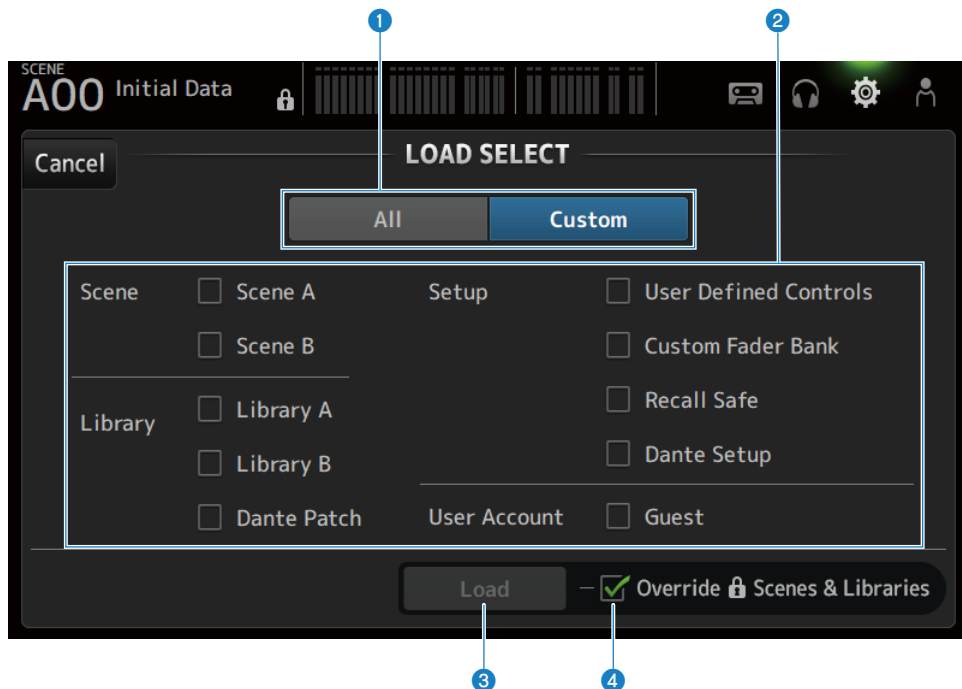 1
2
SCENE
A00 Initial Data
Cancel
LOAD SELECT
All
Custom
Scene
Scene A
Scene B
Library
Library A
Library B
Dante Patch
Setup
User Defined Controls
Custom Fader Bank
Recall Safe
Dante Setup
User Account
Guest
Load
Override Scenes & Libraries
3
4